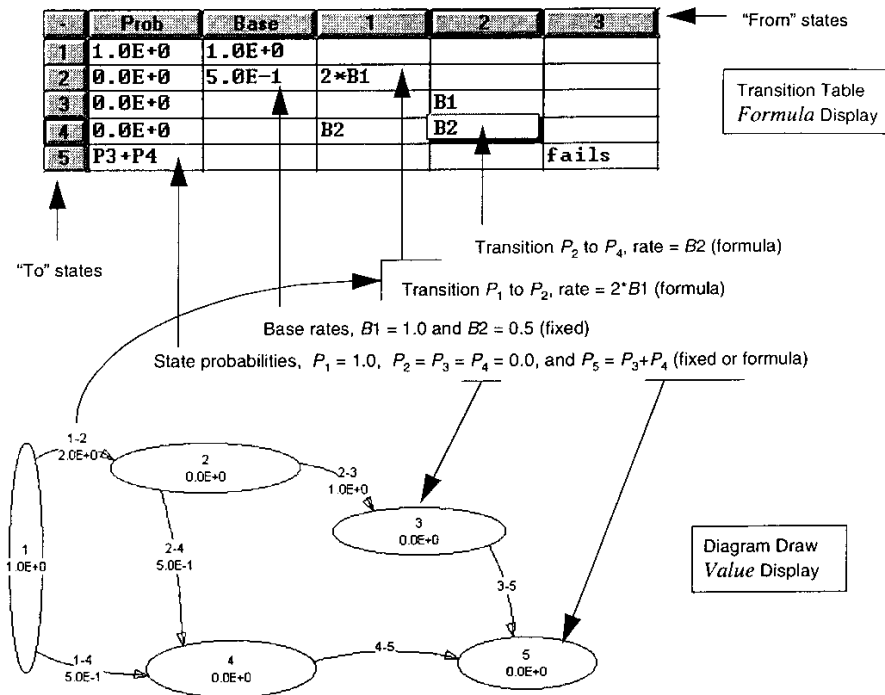 - Prob Base 1 2 3
"From" states
1 1.0E+0 1.0E+0
2 0.0E+0 5.0E-1 2*B1
3 0.0E+0 B1
4 0.0E+0 B2 B2
5 P3+P4 fails
Transition Table
Formula Display
"To" states
Transition P2 to P4, rate = B2 (formula)
Transition P1 to P2, rate = 2*B1 (formula)
Base rates, B1 = 1.0 and B2 = 0.5 (fixed)
State probabilities, P1 = 1.0, P2 = P3 = P4 = 0.0, and P5 = P3+P4 (fixed or formula)
1-2
2.0E+0
2
0.0E+0
2-3
1.0E+0
3
0.0E+0
1
1.0E+0
2-4
5.0E-1
Diagram Draw
Value Display
3-5
1-4
5.0E-1
4
0.0E+0
4-5
5
0.0E+0